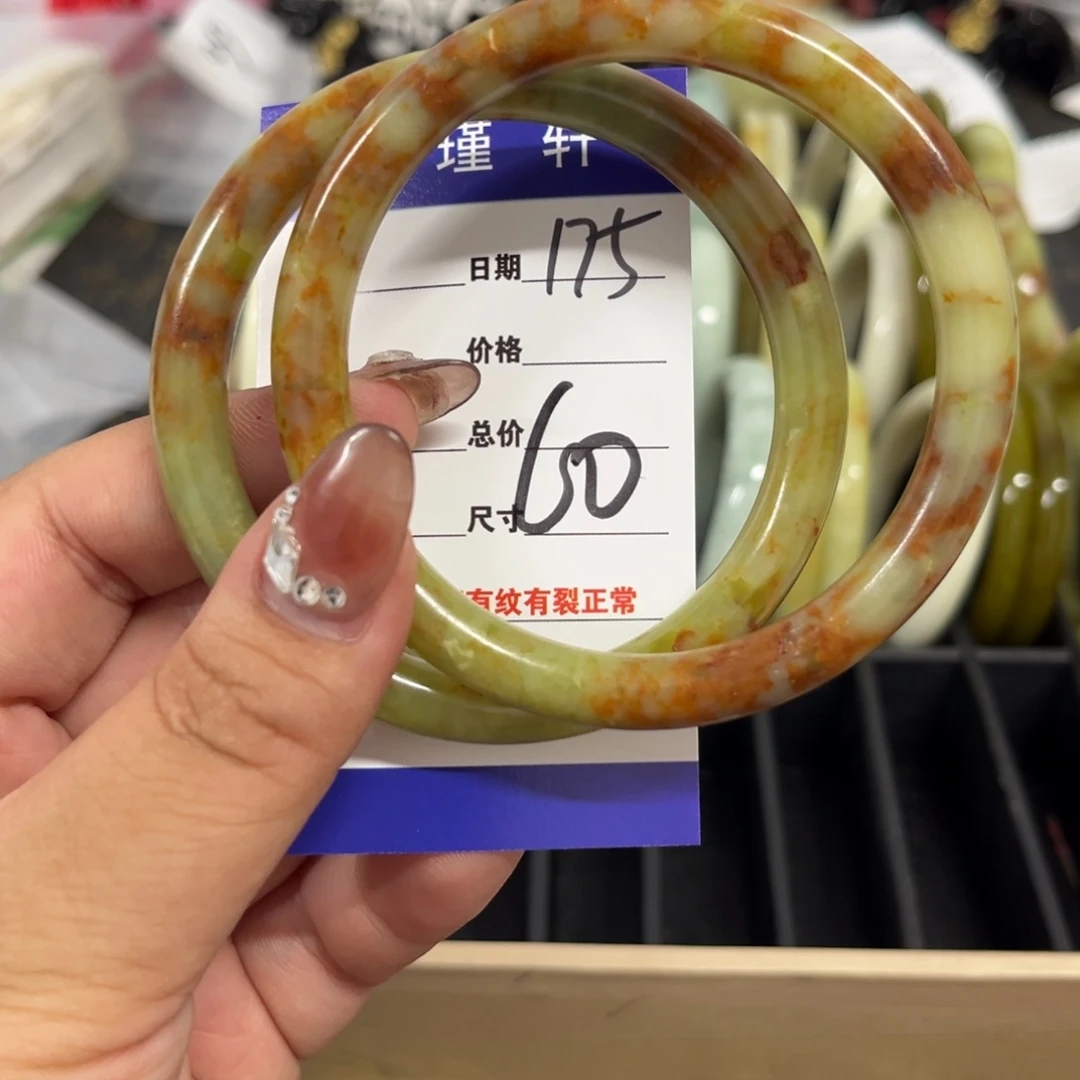 瑾轩
日期 175
价格
总价
尺寸 60
有纹有裂正常